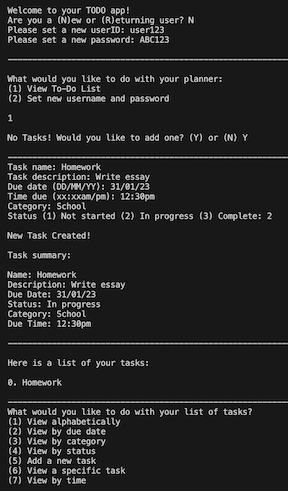 Welcome to your TODO app!
Are you a (N)ew or (R)eturning user? N
Please set a new userID: user123
Please set a new password: ABC123
What would you like to do with your planner:
(1) View To-Do List
(2) Set new username and password
1
No Tasks! Would you like to add one? (Y) or (N) Y
Task name: Homework
Task description: Write essay
Due date (DD/MM/YY): 31/01/23
Time due (xx:xxam/pm): 12:30pm
Category: School
Status (1) Not started (2) In progress (3) Complete: 2
New Task Created!
Task summary:
Name: Homework
Description: Write essay
Due Date: 31/01/23
Status: In progress
Category: School
Due Time: 12:30pm
Here is a list of your tasks:
0. Homework
What would you like to do with your list of tasks?
(1) View alphabetically
(2) View by due date
(3) View by category
(4) View by status
(5) Add a new task
(6) View a specific task
(7) View by time